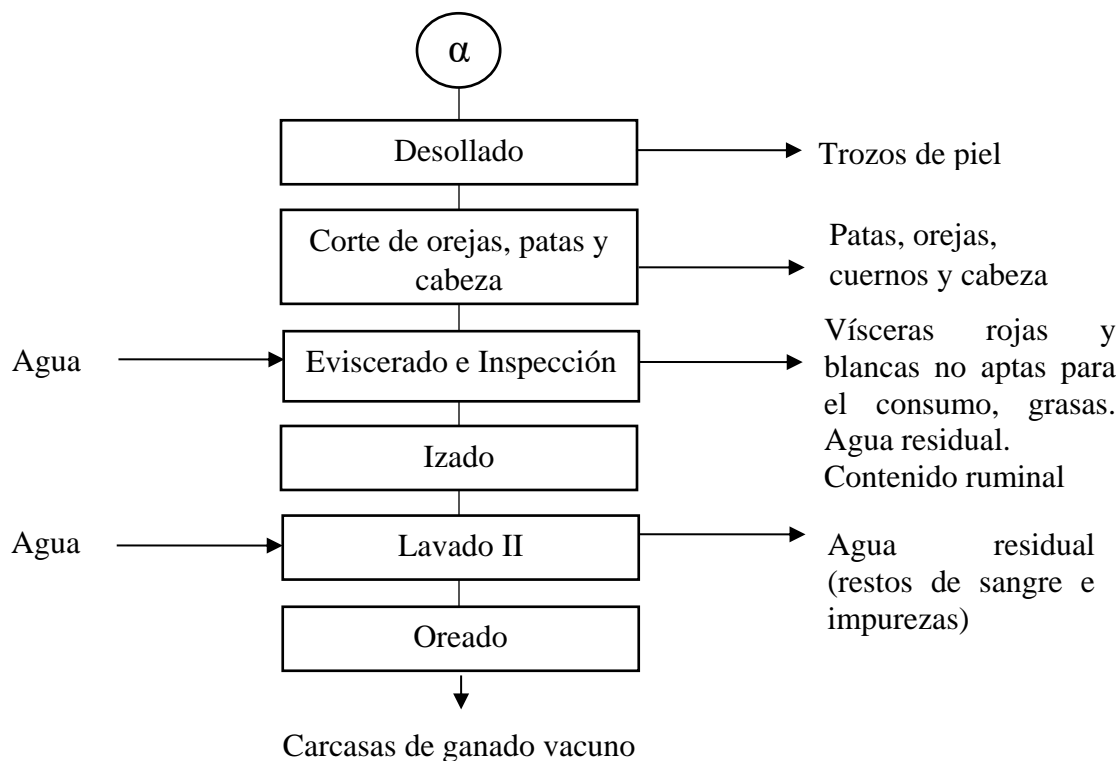 α
Desollado
Trozos de piel
Corte de orejas, patas y
cabeza
Patas, orejas,
cuernos y cabeza
Agua
Eviscerado e Inspección
Vísceras rojas y
blancas no aptas para
el consumo, grasas.
Agua residual.
Contenido ruminal
Izado
Agua
Lavado II
Agua residual
(restos de sangre e
impurezas)
Oreado
Carcasas de ganado vacuno